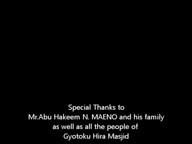 Special Thanks to
Mr.Abu Hakeem N. MAENO and his family
as well as all the people of
Gyotoku Hira Masjid